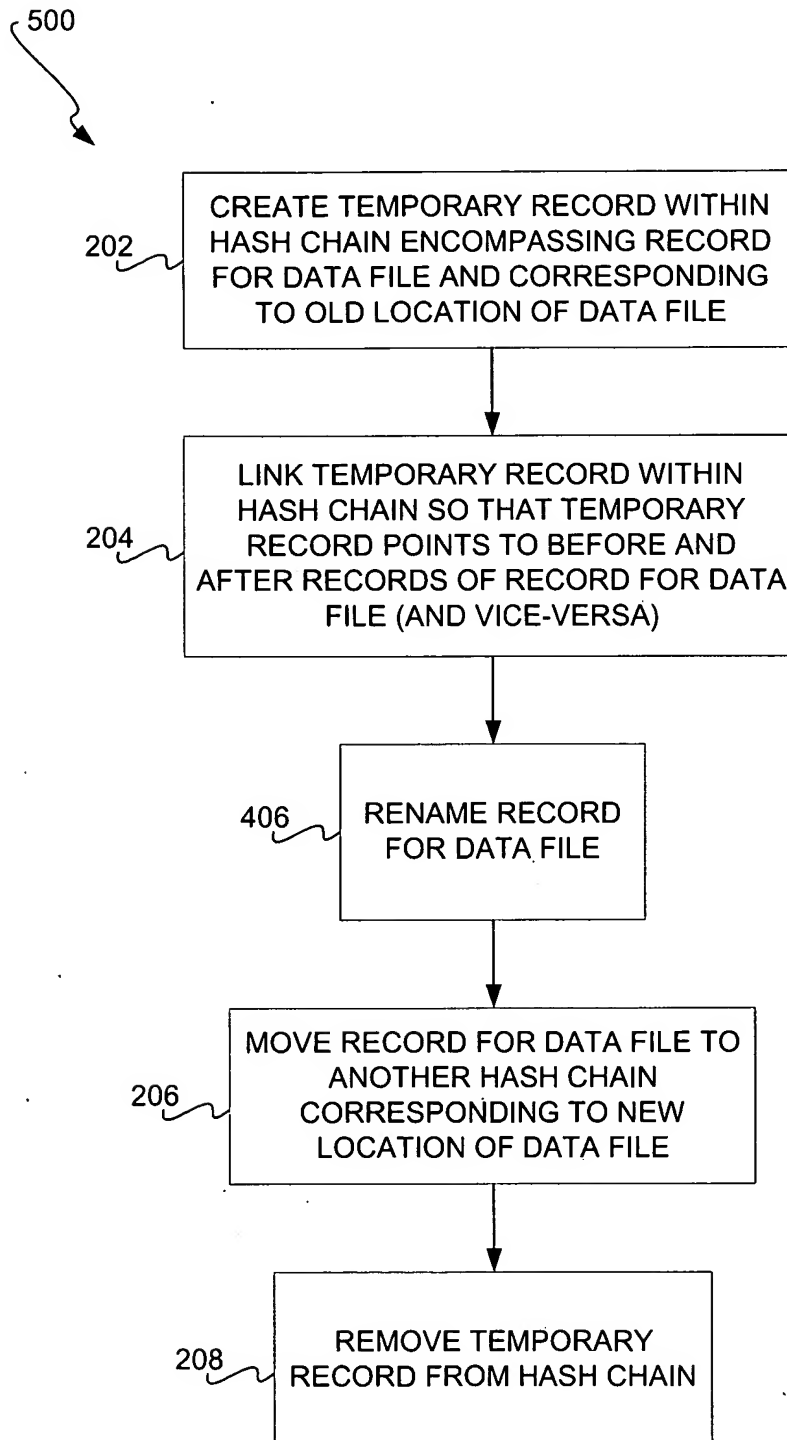 500
202
CREATE TEMPORARY RECORD WITHIN
HASH CHAIN ENCOMPASSING RECORD
FOR DATA FILE AND CORRESPONDING
TO OLD LOCATION OF DATA FILE
204
LINK TEMPORARY RECORD WITHIN
HASH CHAIN SO THAT TEMPORARY
RECORD POINTS TO BEFORE AND
AFTER RECORDS OF RECORD FOR DATA
FILE (AND VICE-VERSA)
406
RENAME RECORD
FOR DATA FILE
206
MOVE RECORD FOR DATA FILE TO
ANOTHER HASH CHAIN
CORRESPONDING TO NEW
LOCATION OF DATA FILE
208
REMOVE TEMPORARY
RECORD FROM HASH CHAIN